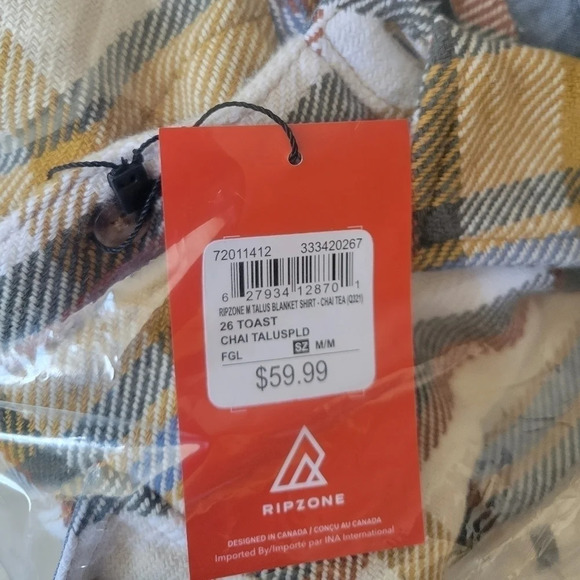 72011412 333420267
6 27934 12870 1
RIPZONE M TALUS BLANKET SHIRT - CHAI TEA (Q321)
26 TOAST
CHAI TALUSPLD
FGL SZ M/M
$59.99
RIPZONE
DESIGNED IN CANADA / CONÇU AU CANADA
Imported By/Importe par INA International